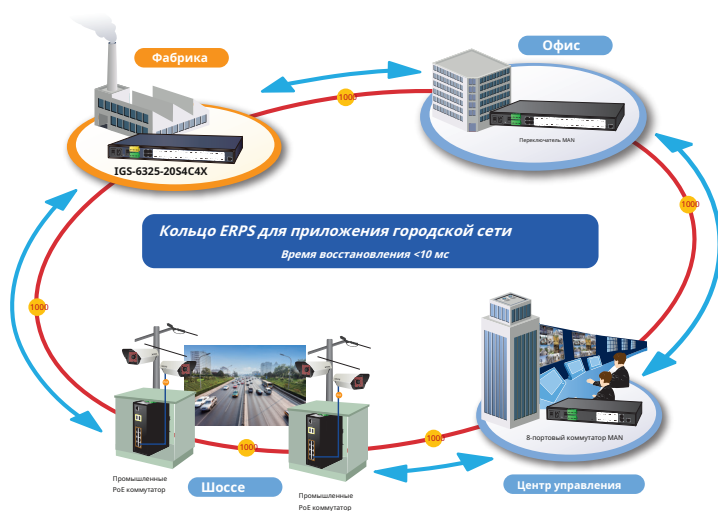 Фабрика
Офис
1000
Переключатель MAN
IGS-6325-20S4C4X
1000
Кольцо ERPS для приложения городской сети
Время восстановления <10 мс
1000
8-портовый коммутатор MAN
1000
1000
Промышленные
PoE коммутатор
Шоссе
Центр управления
Промышленные
PoE коммутатор